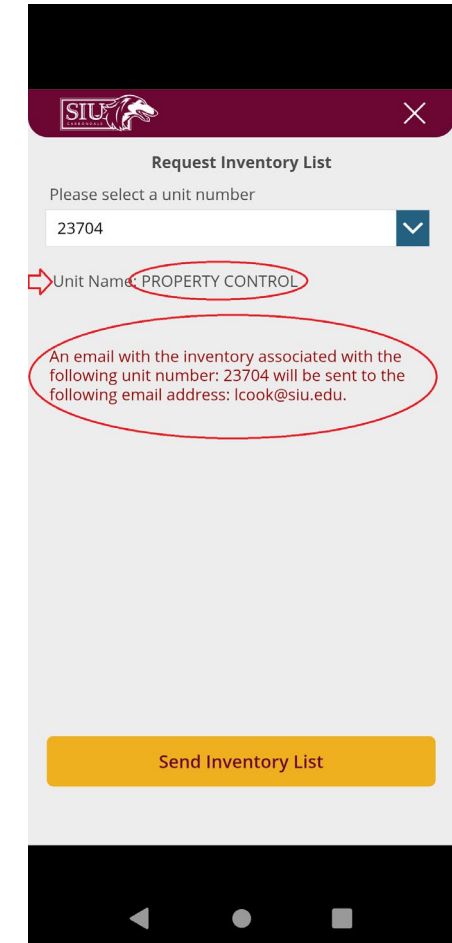 SIU
CARBONDALE
Request Inventory List
Please select a unit number
23704
Unit Name: PROPERTY CONTROL
An email with the inventory associated with the
following unit number: 23704 will be sent to the
following email address: lcook@siu.edu.
Send Inventory List